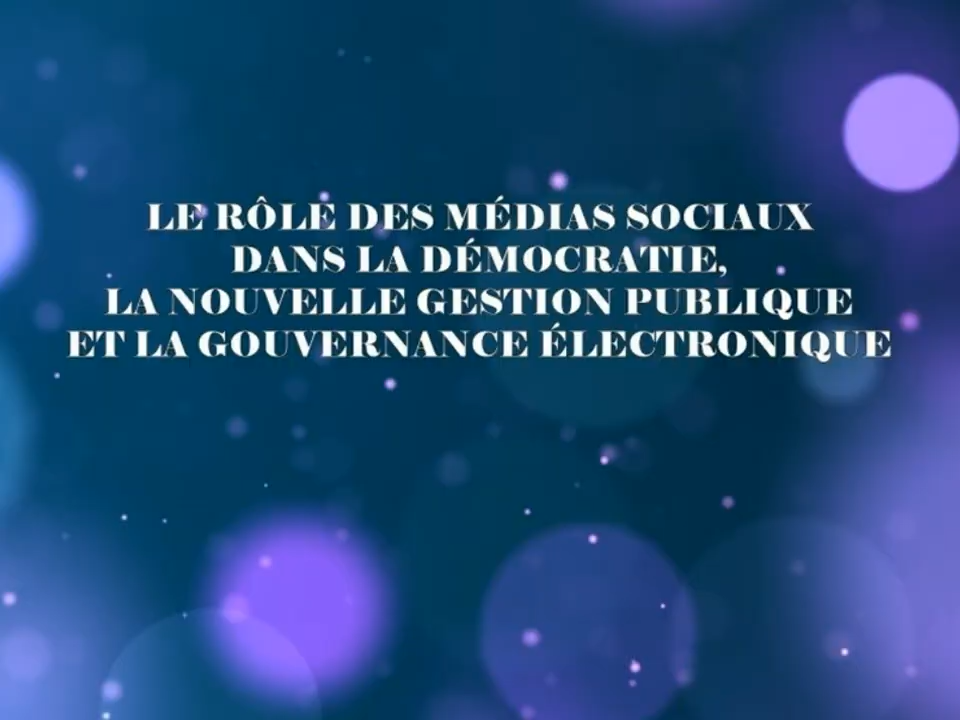 LE RÔLE DES MÉDIAS SOCIAUX
DANS LA DÉMOCRATIE,
LA NOUVELLE GESTION PUBLIQUE
ET LA GOUVERNANCE ÉLECTRONIQUE